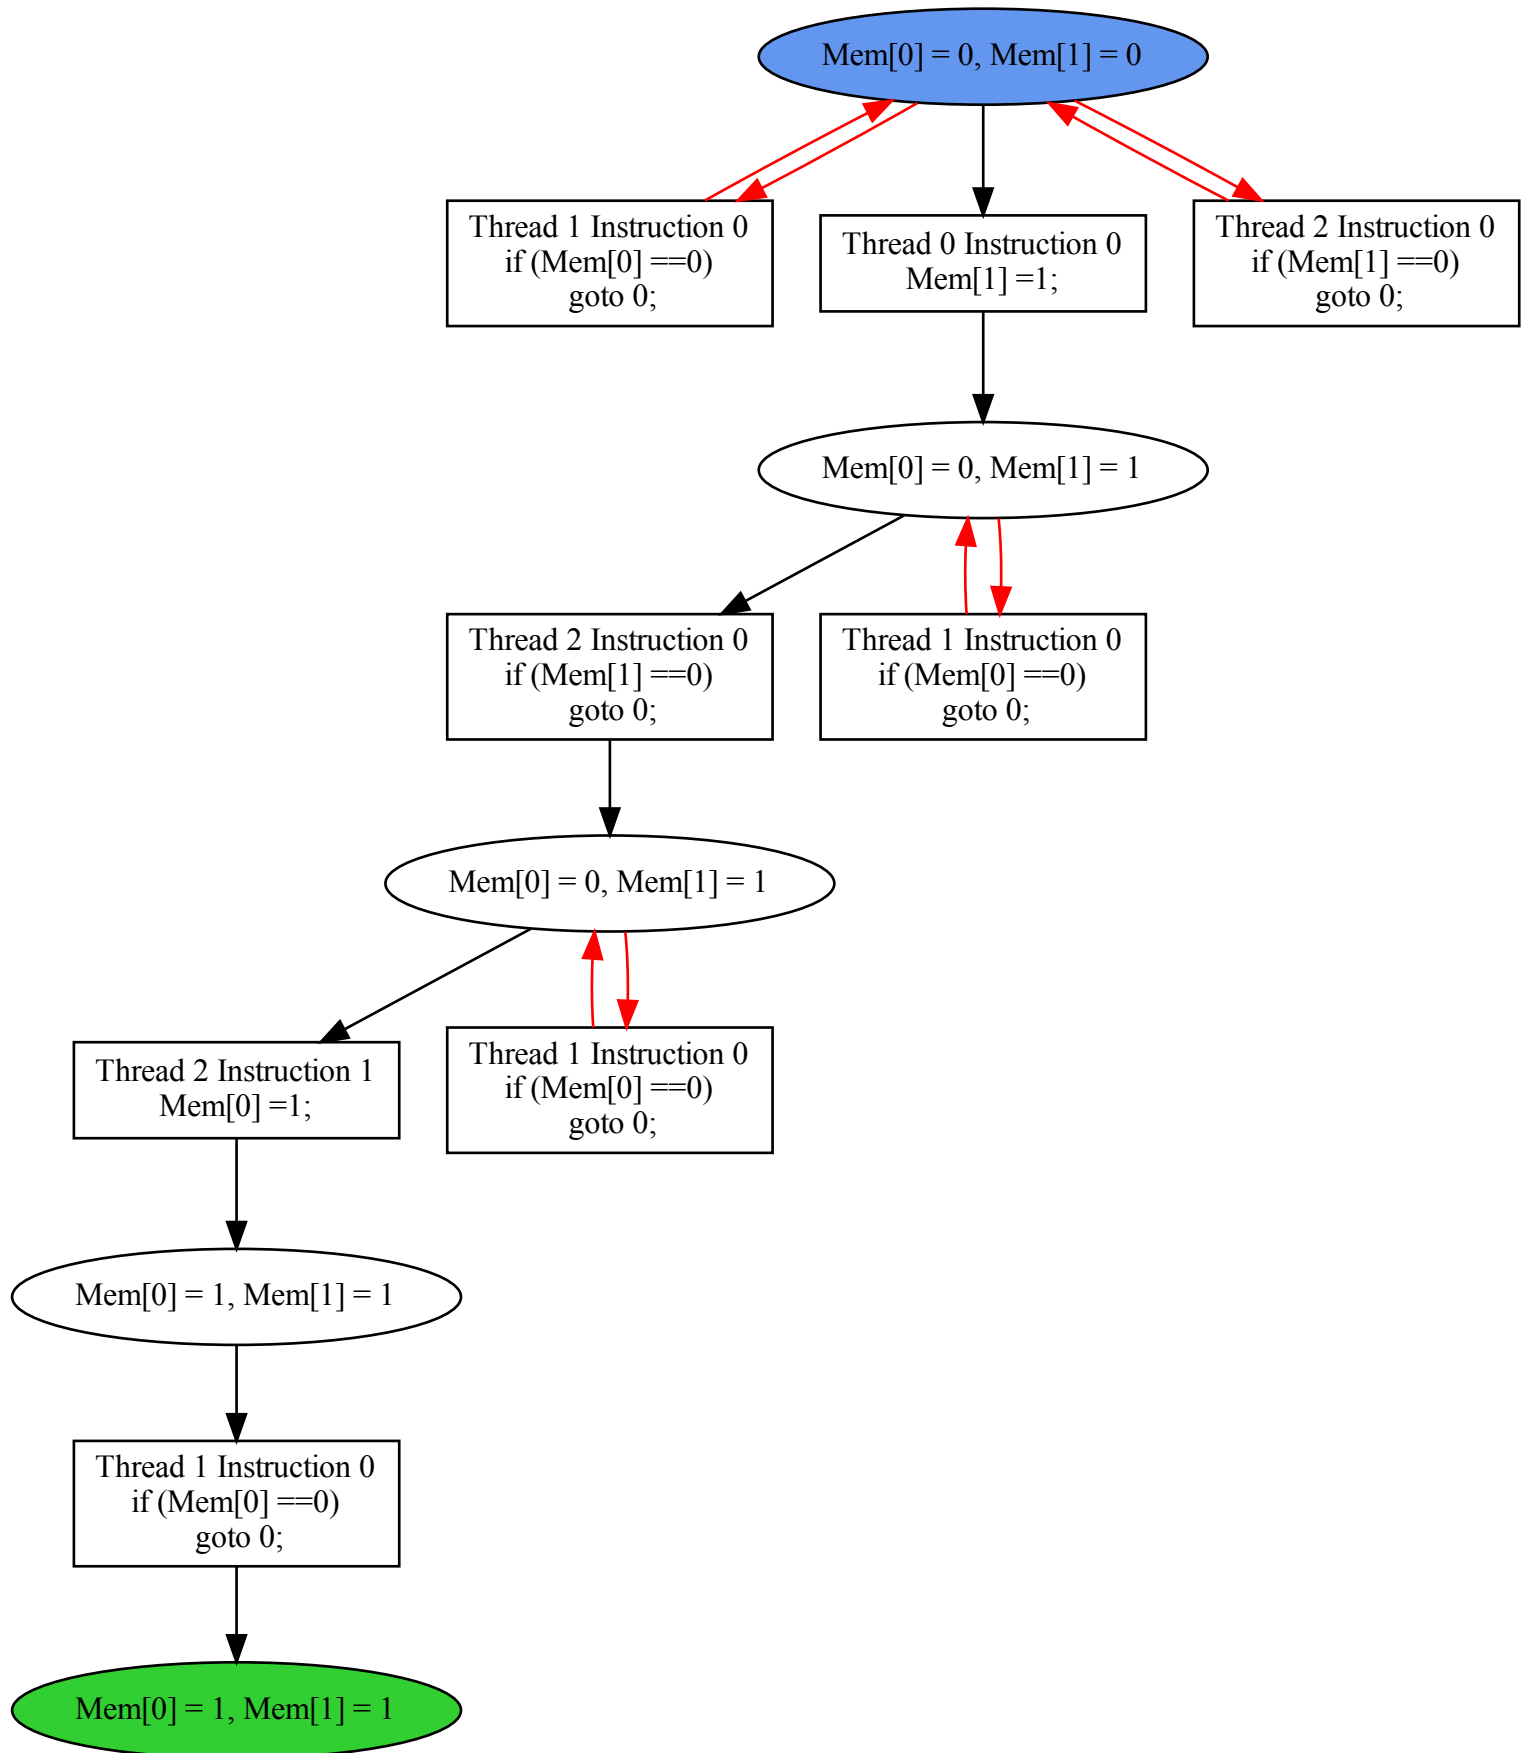 Mem[0] = 0, Mem[1] = 0
Thread 1 Instruction 0
if (Mem[0] ==0)
goto 0;
Thread 0 Instruction 0
Mem[1] =1;
Thread 2 Instruction 0
if (Mem[1] ==0)
goto 0;
Mem[0] = 0, Mem[1] = 1
Thread 2 Instruction 0
if (Mem[1] ==0)
goto 0;
Thread 1 Instruction 0
if (Mem[0] ==0)
goto 0;
Mem[0] = 0, Mem[1] = 1
Thread 2 Instruction 1
Mem[0] =1;
Thread 1 Instruction 0
if (Mem[0] ==0)
goto 0;
Mem[0] = 1, Mem[1] = 1
Thread 1 Instruction 0
if (Mem[0] ==0)
goto 0;
Mem[0] = 1, Mem[1] = 1